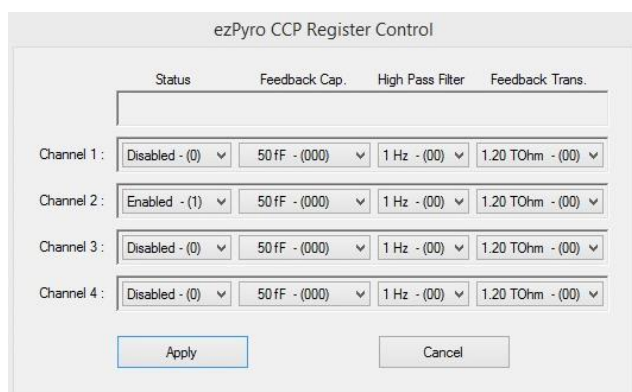 ezPyro CCP Register Control
Status Feedback Cap. High Pass Filter Feedback Trans.
Channel 1 : Disabled - (0) 50 fF - (000) 1 Hz - (00) 1.20 TOhm - (00)
Channel 2 : Enabled - (1) 50 fF - (000) 1 Hz - (00) 1.20 TOhm - (00)
Channel 3 : Disabled - (0) 50 fF - (000) 1 Hz - (00) 1.20 TOhm - (00)
Channel 4 : Disabled - (0) 50 fF - (000) 1 Hz - (00) 1.20 TOhm - (00)
Apply Cancel